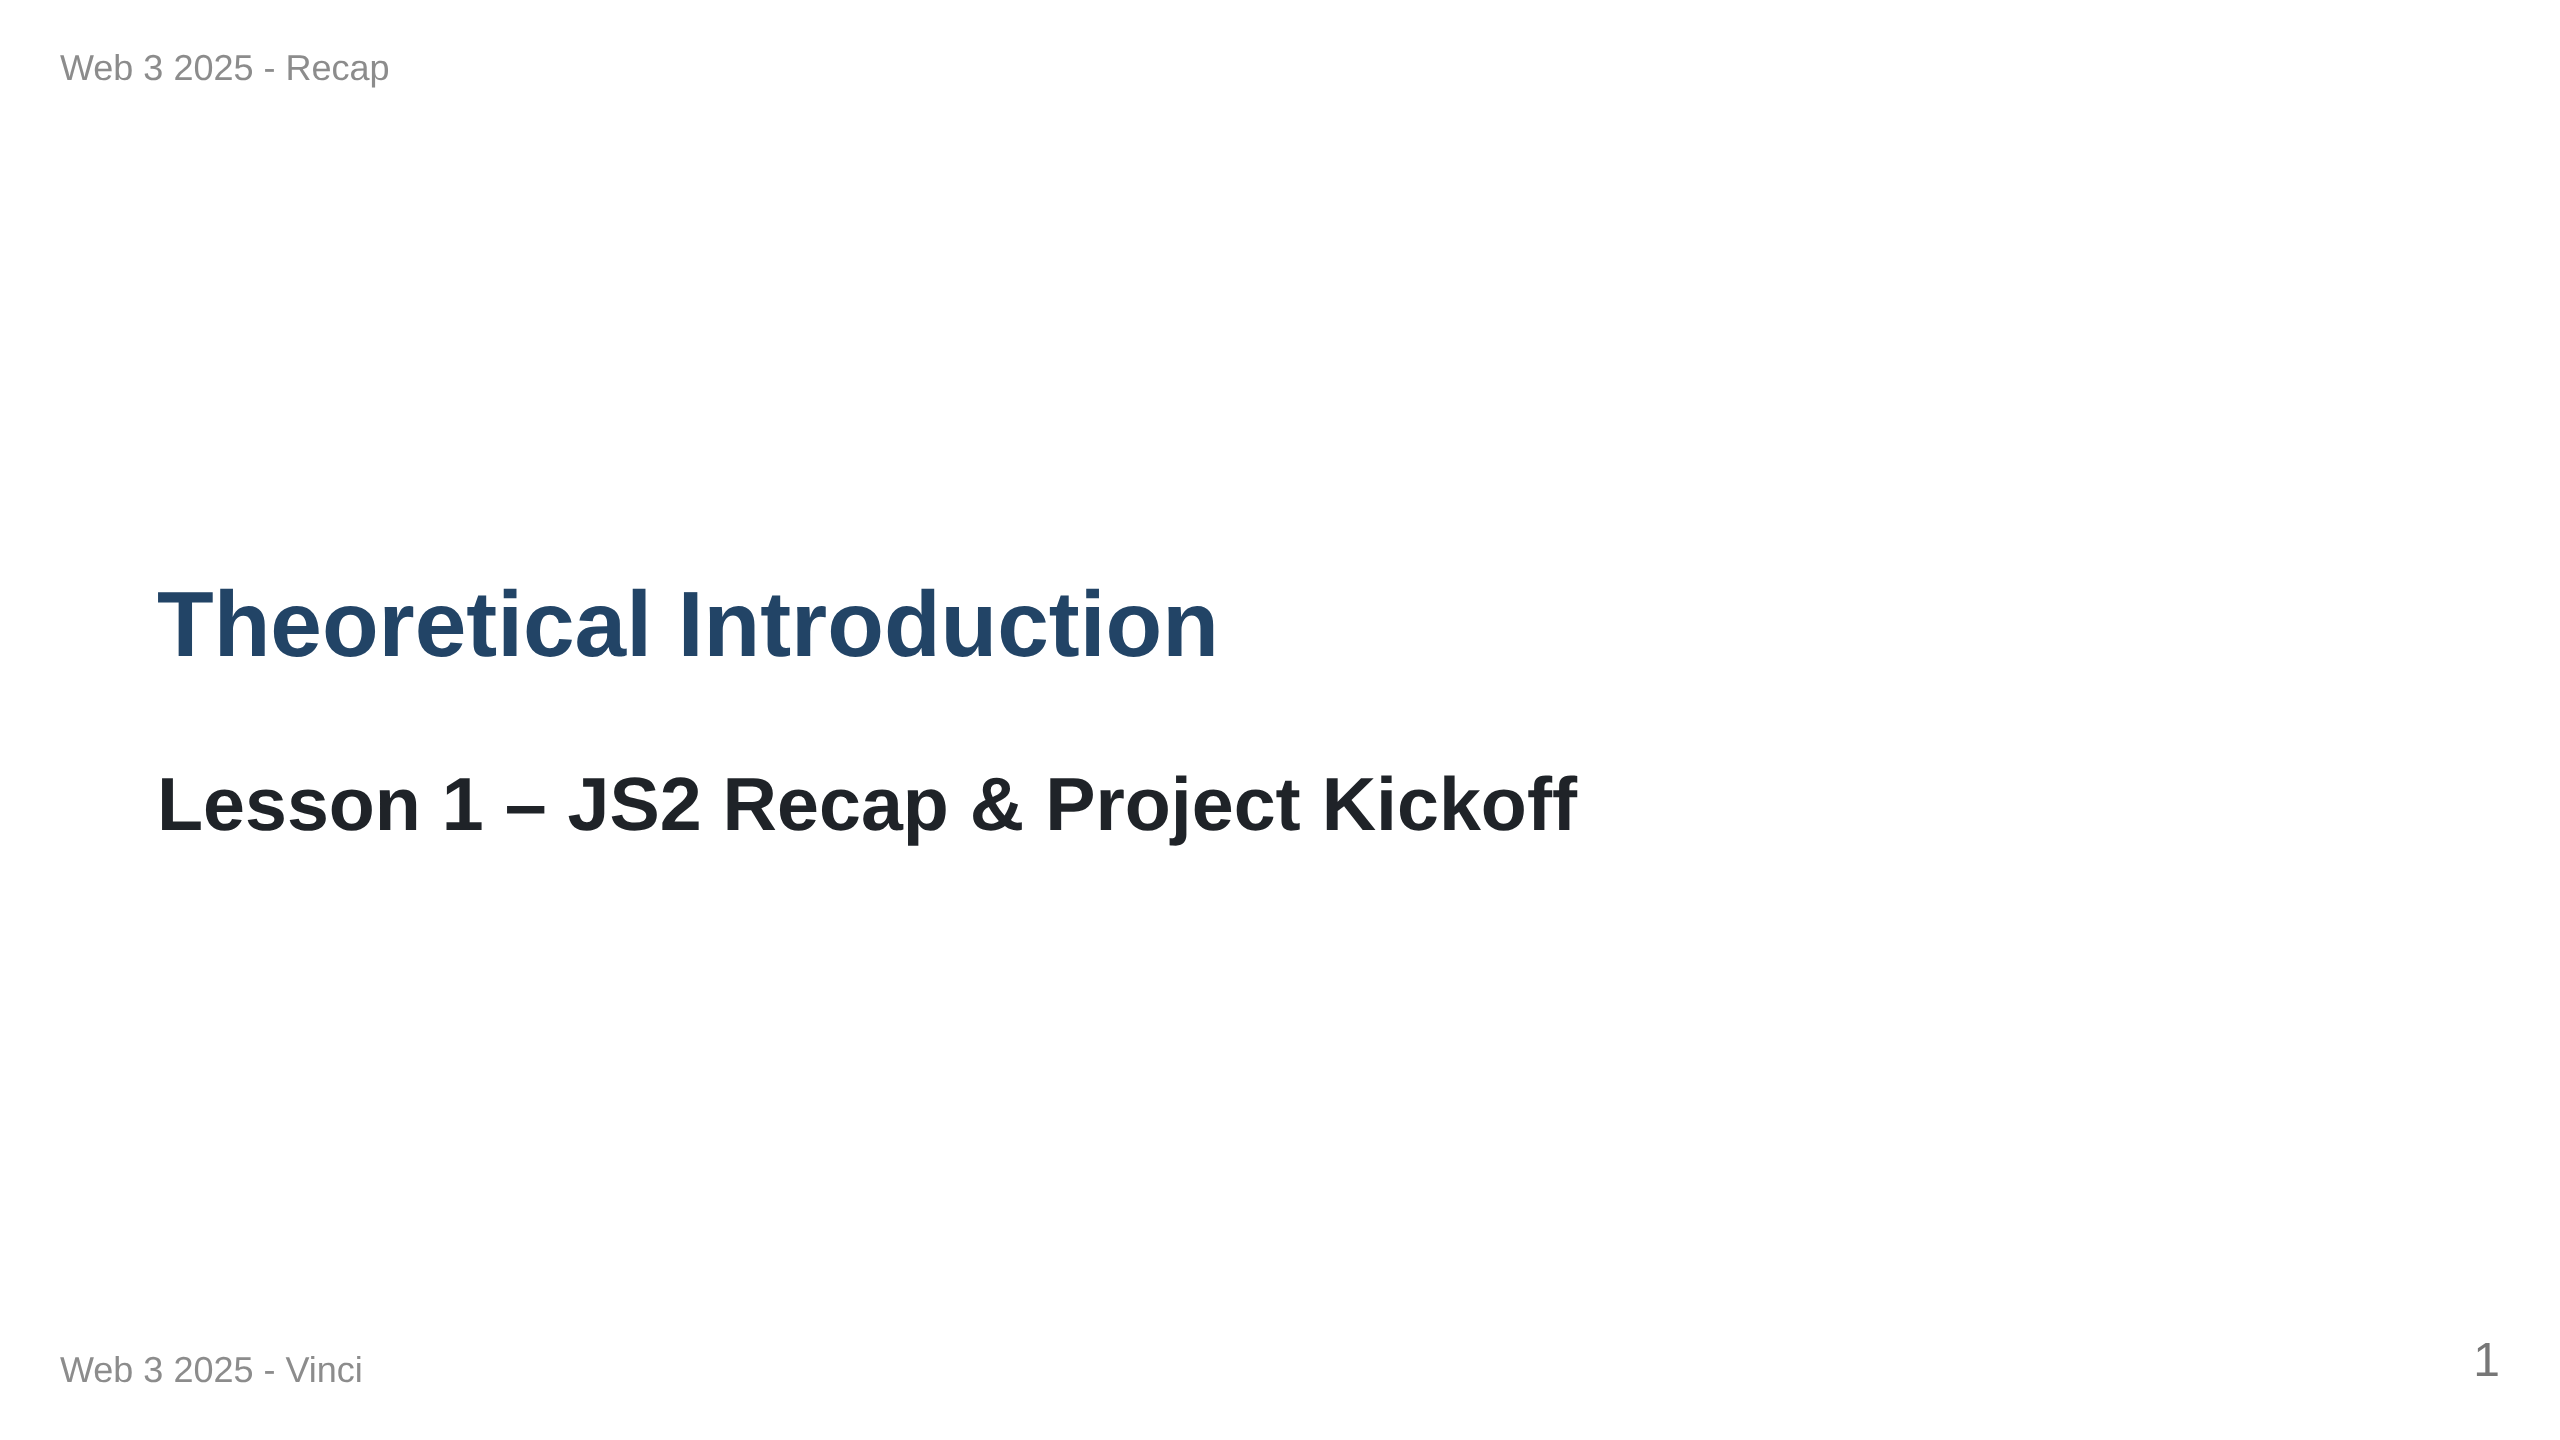 Web 3 2025 - Recap
Theoretical Introduction
Lesson 1 – JS2 Recap & Project Kickoff
Web 3 2025 - Vinci
1